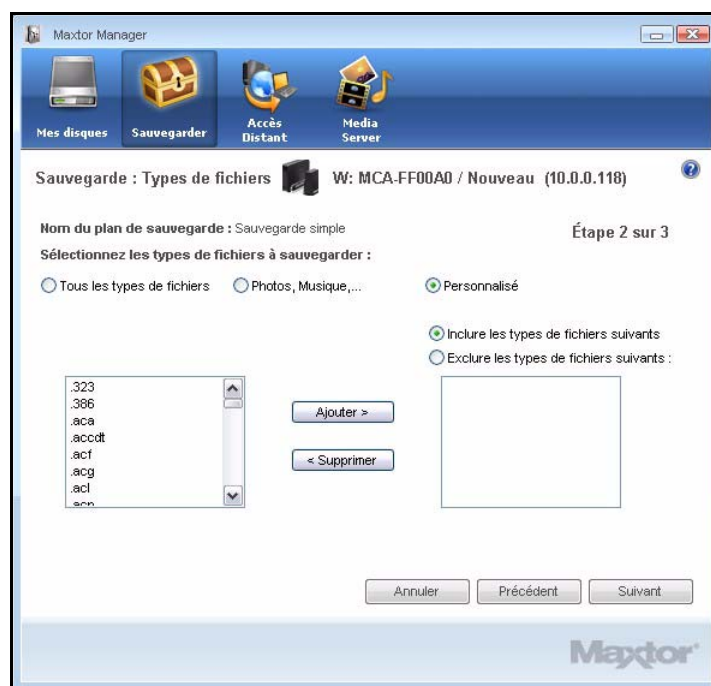 Maxtor Manager
Mes disques
Sauvegarder
Accès
Distant
Media
Server
Sauvegarde : Types de fichiers
W: MCA-FF00A0 / Nouveau (10.0.0.118)
Nom du plan de sauvegarde : Sauvegarde simple
Étape 2 sur 3
Sélectionnez les types de fichiers à sauvegarder :
Tous les types de fichiers
Photos, Musique,...
Personnalisé
Inclure les types de fichiers suivants
Exclure les types de fichiers suivants :
.323
.386
.aca
.accdt
.acf
.acg
.acl
Ajouter >
< Supprimer
Annuler
Précédent
Suivant
Maxtor